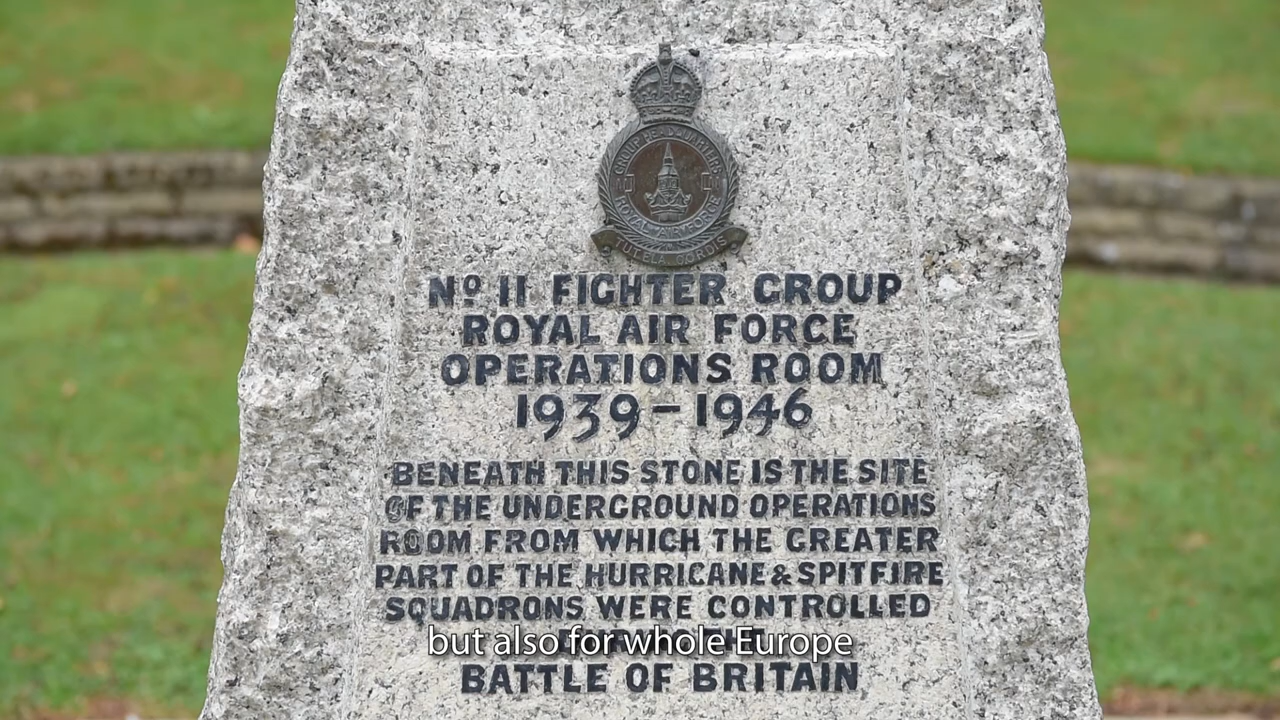 GROUP HEADQUARTERS
ROYAL AIR FORCE
TUTELA CORDIS
Nº 11 FIGHTER GROUP
ROYAL AIR FORCE
OPERATIONS ROOM
1939-1946
BENEATH THIS STONE IS THE SITE
OF THE UNDERGROUND OPERATIONS
ROOM FROM WHICH THE GREATER
PART OF THE HURRICANE & SPITFIRE
SQUADRONS WERE CONTROLLED
but also for whole Europe
BATTLE OF BRITAIN